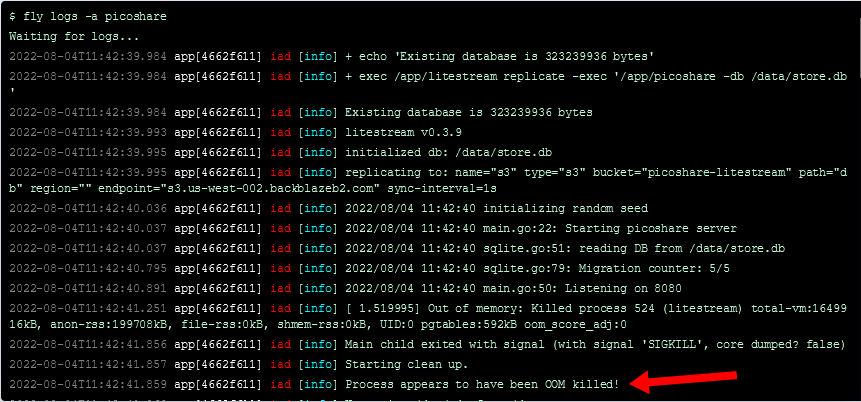 $ fly logs -a picoshare
Waiting for logs...
2022-08-04T11:42:39.984 app[4662f611] iad [info] + echo 'Existing database is 323239936 bytes'
2022-08-04T11:42:39.984 app[4662f611] iad [info] + exec /app/litestream replicate -exec '/app/picoshare -db /data/store.db
'
2022-08-04T11:42:39.984 app[4662f611] iad [info] Existing database is 323239936 bytes
2022-08-04T11:42:39.993 app[4662f611] iad [info] litestream v0.3.9
2022-08-04T11:42:39.995 app[4662f611] iad [info] initialized db: /data/store.db
2022-08-04T11:42:39.995 app[4662f611] iad [info] replicating to: name="s3" type="s3" bucket="picoshare-litestream" path="d
b" region="" endpoint="s3.us-west-002.backblazeb2.com" sync-interval=1s
2022-08-04T11:42:40.036 app[4662f611] iad [info] 2022/08/04 11:42:40 initializing random seed
2022-08-04T11:42:40.037 app[4662f611] iad [info] 2022/08/04 11:42:40 main.go:22: Starting picoshare server
2022-08-04T11:42:40.037 app[4662f611] iad [info] 2022/08/04 11:42:40 sqlite.go:51: reading DB from /data/store.db
2022-08-04T11:42:40.795 app[4662f611] iad [info] 2022/08/04 11:42:40 sqlite.go:79: Migration counter: 5/5
2022-08-04T11:42:40.891 app[4662f611] iad [info] 2022/08/04 11:42:40 main.go:50: Listening on 8080
2022-08-04T11:42:41.251 app[4662f611] iad [info] [ 1.519995] Out of memory: Killed process 524 (litestream) total-vm:16499
16kB, anon-rss:199708kB, file-rss:0kB, shmem-rss:0kB, UID:0 pgtables:592kB oom_score_adj:0
2022-08-04T11:42:41.856 app[4662f611] iad [info] Main child exited with signal (with signal 'SIGKILL', core dumped? false)
2022-08-04T11:42:41.857 app[4662f611] iad [info] Starting clean up.
2022-08-04T11:42:41.859 app[4662f611] iad [info] Process appears to have been OOM killed!